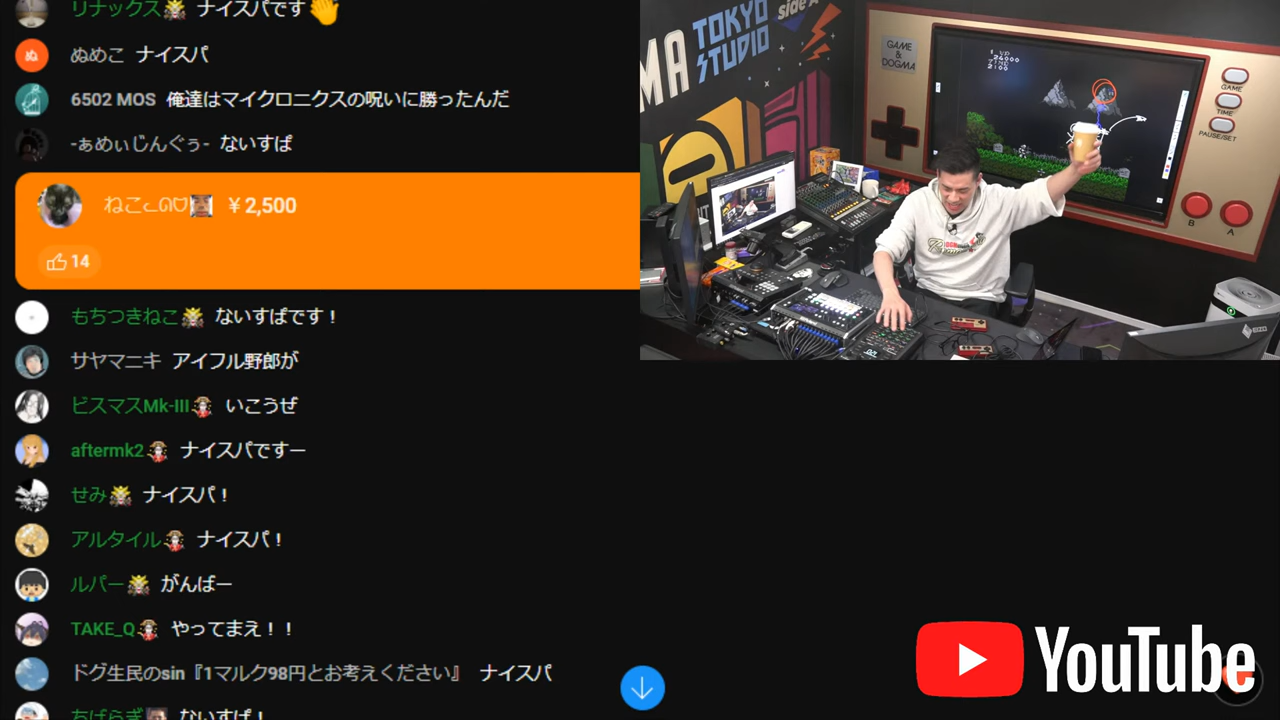 リナックス ナイスパです
ぬめこ ナイスパ
6502 MOS 俺達はマイクロニクスの呪いに勝ったんだ
-ぁめぃじんぐぅ- ないすぱ
￥2,500
14
もちつきねこ ないすぱです！
サヤマニキ アイフル野郎が
ビスマスMk-III いこうぜ
aftermk2 ナイスパですー
せみ ナイスパ！
アルタイル ナイスパ！
ルパー がんばー
TAKE_Q やってまえ！！
ドグ生民のsin『1マルク98円とお考えください』 ナイスパ
ちばらぎ ないすぱ！
side A
TOKYO
STUDIO
GAME
&
DOGMA
GAME
TIME
PAUSE/SET
B
A
YouTube